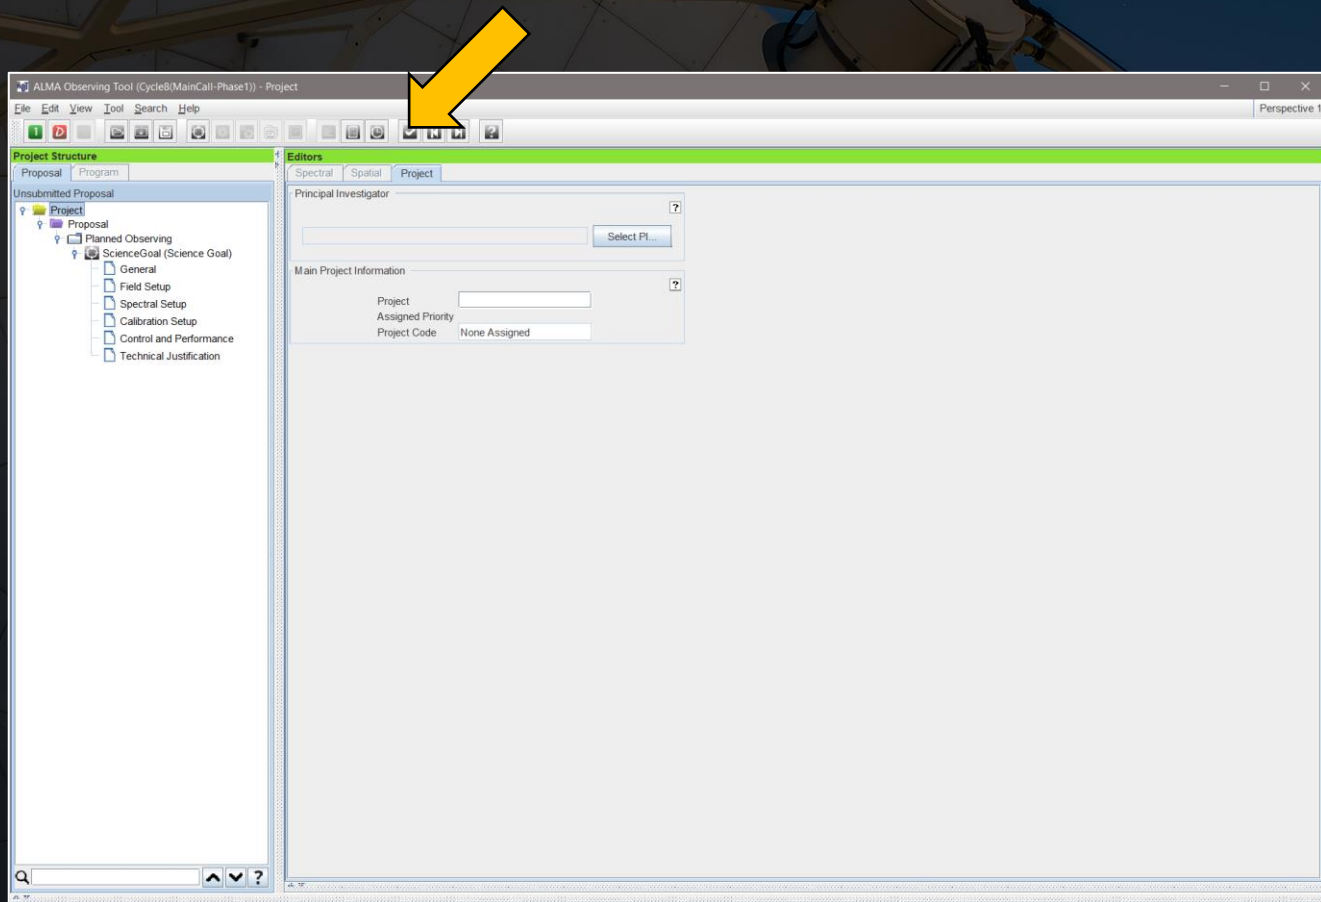 ALMA Observing Tool (Cycle8(MainCall-Phase1)) - Project
File Edit View Tool Search Help
Perspective 1
1 D ?
Project Structure
Editors
Proposal Program
Spectral Spatial Project
Unsubmitted Proposal
Principal Investigator
?
Project
Proposal
Select PI...
Planned Observing
ScienceGoal (Science Goal)
Main Project Information
General
?
Field Setup
Project
Spectral Setup
Assigned Priority
Calibration Setup
Project Code None Assigned
Control and Performance
Technical Justification
?